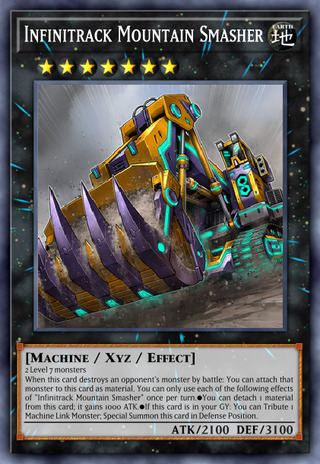 INFINITRACK MOUNTAIN SMASHER
EARTH
地
[MACHINE / XYZ / EFFECT]
2 Level 7 monsters
When this card destroys an opponent's monster by battle: You can attach that
monster to this card as material. You can only use each of the following effects
of "Infinitrack Mountain Smasher" once per turn.●You can detach 1 material
from this card; it gains 1000 ATK.●If this card is in your GY: You can Tribute 1
Machine Link Monster; Special Summon this card in Defense Position.
ATK/2100 DEF/3100